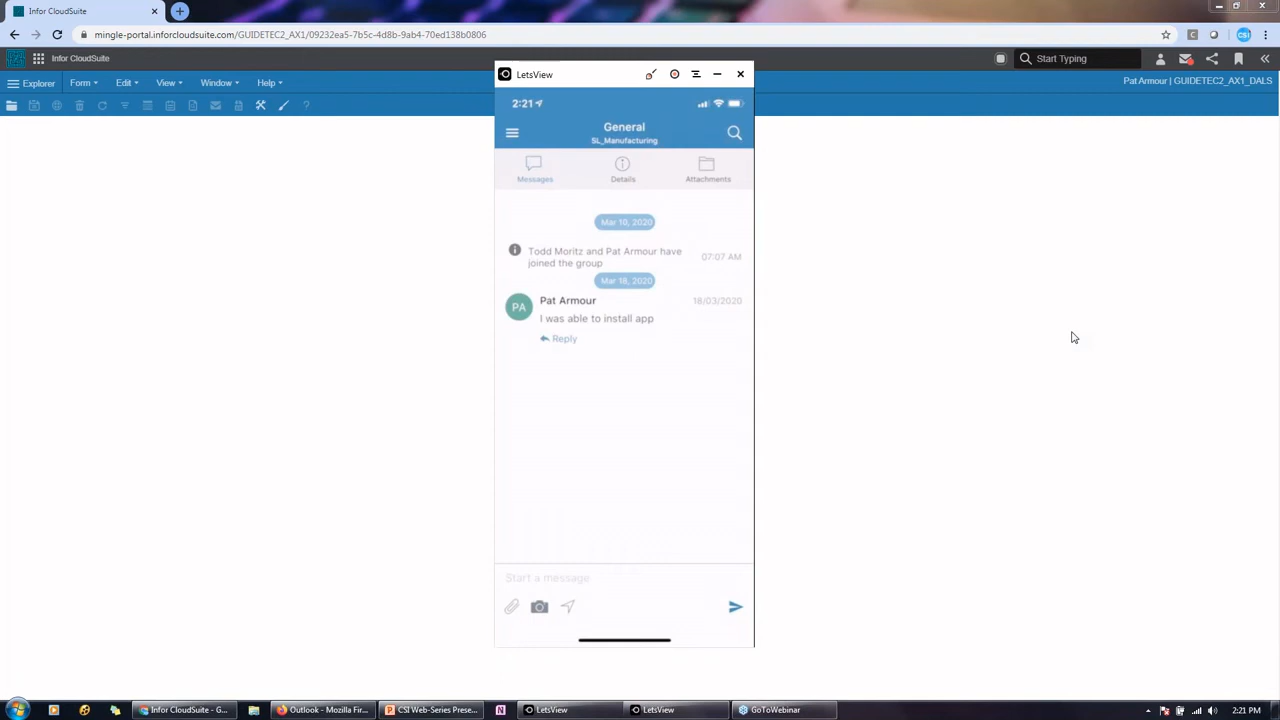 Infor CloudSuite
mingle-portal.inforcloudsuite.com/GUIDETEC2_AX1/09232ea5-7b5c-4d8b-9ab4-70ed138b0806
CSI
Infor CloudSuite
Start Typing
Explorer
Form
Edit
View
Window
Help
Pat Armour | GUIDETEC2_AX1_DALS
LetsView
2:21
General
SL_Manufacturing
Messages
Details
Attachments
Mar 10, 2020
Todd Moritz and Pat Armour have
joined the group
07:07 AM
Mar 18, 2020
PA
Pat Armour
18/03/2020
I was able to install app
Reply
Start a message
Infor CloudSuite - G...
Outlook - Mozilla Fir...
CSI Web-Series Prese...
LetsView
LetsView
GoToWebinar
2:21 PM